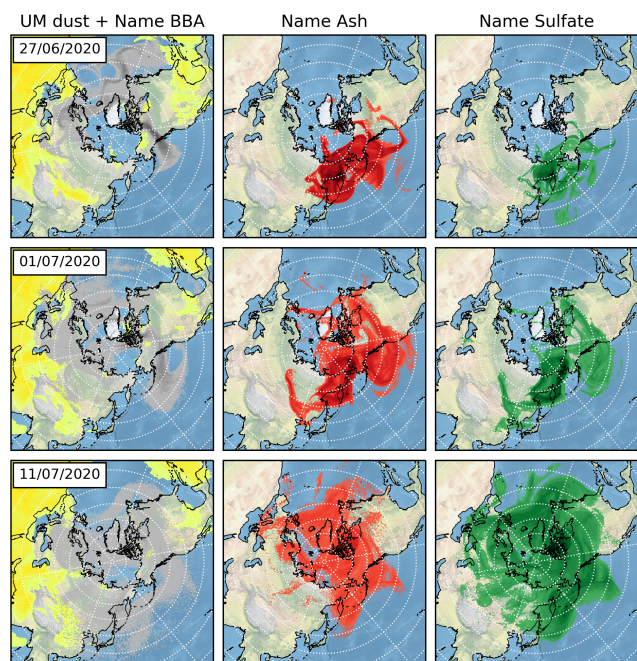 UM dust + Name BBA
Name Ash
Name Sulfate
27/06/2020
01/07/2020
11/07/2020